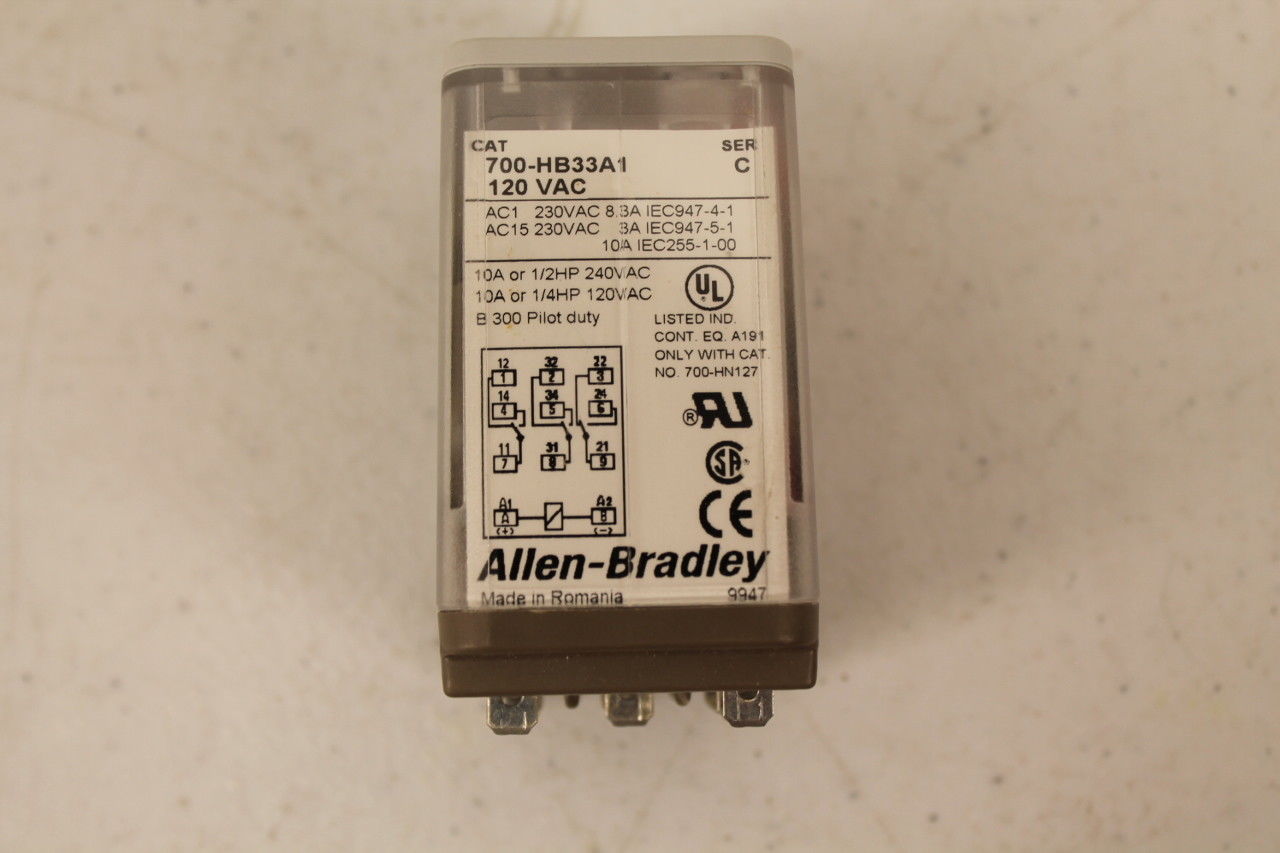 CAT SER
700-HB33A1 C
120 VAC
AC1 230VAC 8.3A IEC947-4-1
AC15 230VAC 3A IEC947-5-1
10A IEC255-1-00
10A or 1/2HP 240VAC
10A or 1/4HP 120VAC
B 300 Pilot duty
UL
LISTED IND.
CONT. EQ. A191
ONLY WITH CAT.
NO. 700-HN127
12 32 22
1 2 3
14 34 24
4 5 6
11 31 21
7 8 9
A1 A2
A B
(+) (-)
® RU
SA
CE
Allen-Bradley
Made in Romania 9947